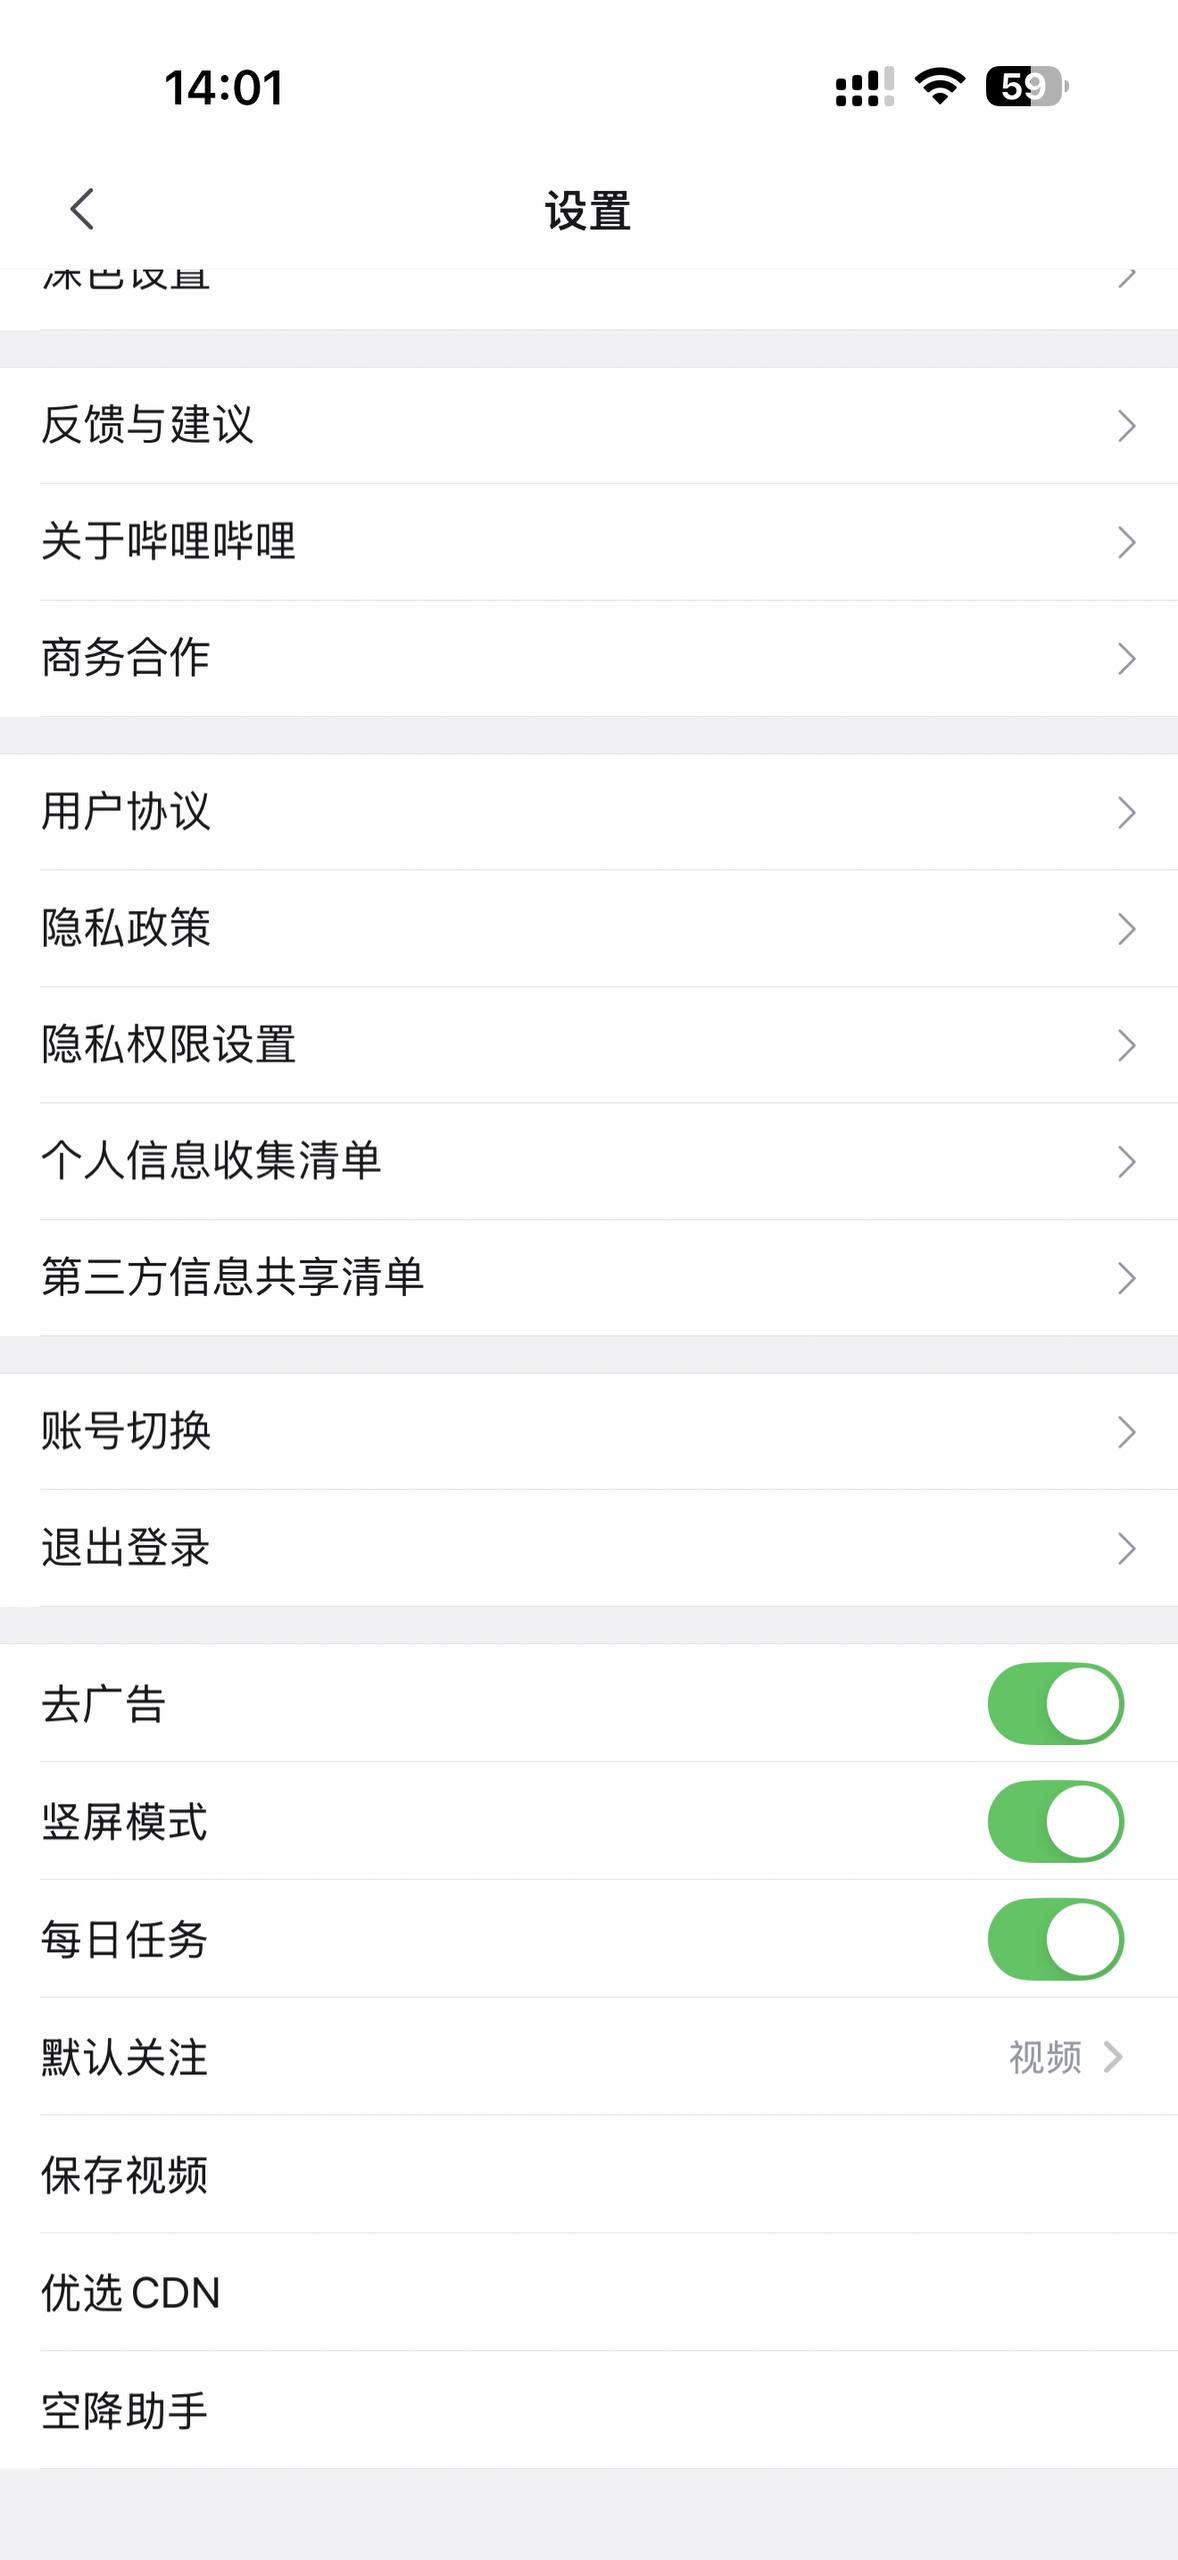 14:01
59
设置
深色设置
反馈与建议
关于哔哩哔哩
商务合作
用户协议
隐私政策
隐私权限设置
个人信息收集清单
第三方信息共享清单
账号切换
退出登录
去广告
竖屏模式
每日任务
默认关注 视频
保存视频
优选 CDN
空降助手